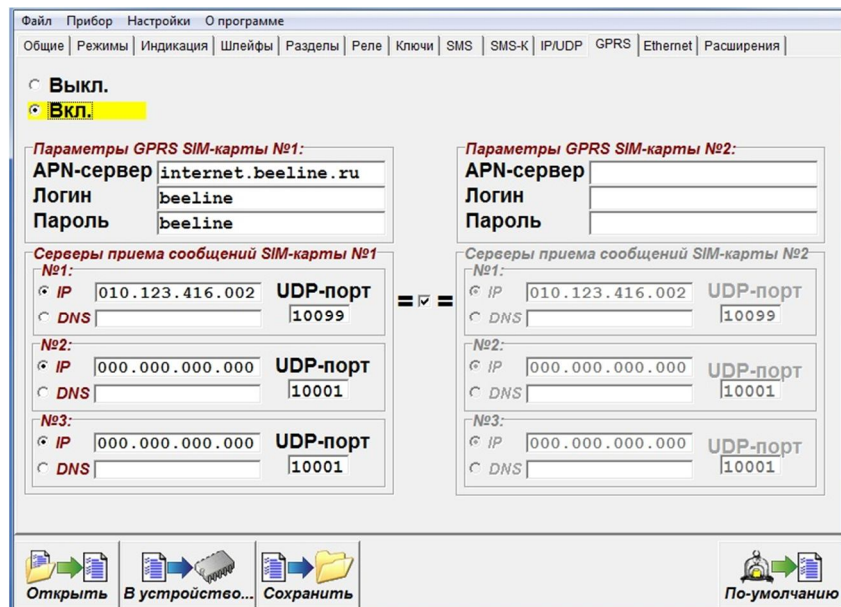 Файл Прибор Настройки О программе
Общие Режимы Индикация Шлейфы Разделы Реле Ключи SMS SMS-K IP/UDP GPRS Ethernet Расширения
Выкл.
Вкл.
Параметры GPRS SIM-карты №1:
APN-сервер internet.beeline.ru
Логин beeline
Пароль beeline
Серверы приема сообщений SIM-карты №1
№1:
IP 010.123.416.002 UDP-порт
DNS 10099
№2:
IP 000.000.000.000 UDP-порт
DNS 10001
№3:
IP 000.000.000.000 UDP-порт
DNS 10001
= =
Параметры GPRS SIM-карты №2:
APN-сервер
Логин
Пароль
Серверы приема сообщений SIM-карты №2
№1:
IP 010.123.416.002 UDP-порт
DNS 10099
№2:
IP 000.000.000.000 UDP-порт
DNS 10001
№3:
IP 000.000.000.000 UDP-порт
DNS 10001
Открыть В устройство... Сохранить По-умолчанию